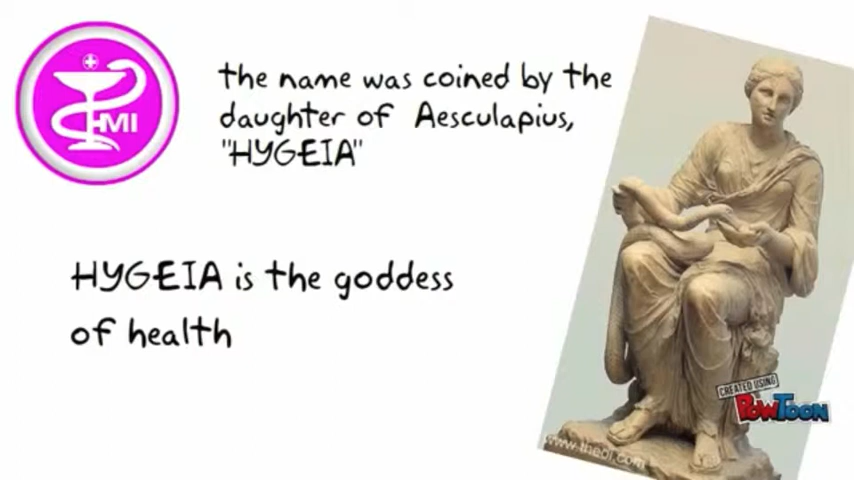 MI
the name was coined by the
daughter of Aesculapius,
"HYGEIA"
HYGEIA is the goddess
of health
CREATED USING
POWTOON
www.theoi.com